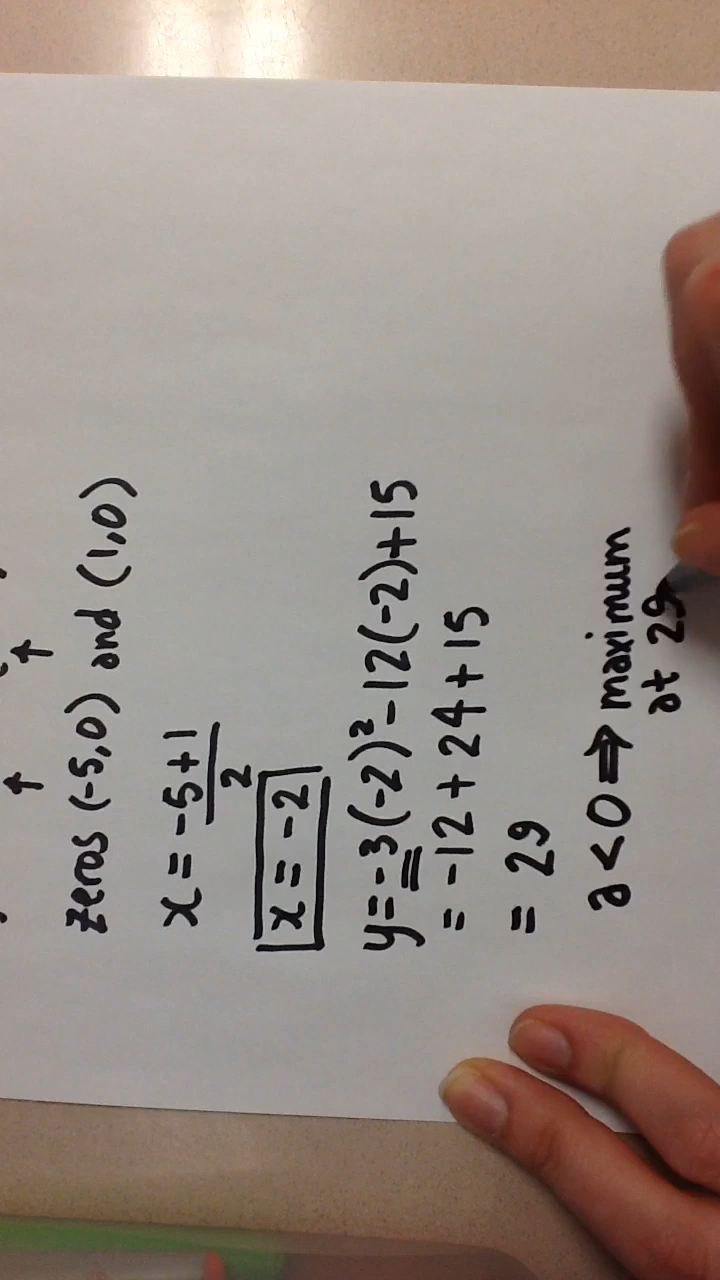 zeros (-5,0) and (1,0)
x = -5+1
2
x = -2
y=-3(-2)²-12(-2)+15
= -12 + 24 + 15
= 29
a<0 ⇒ maximum
at 29